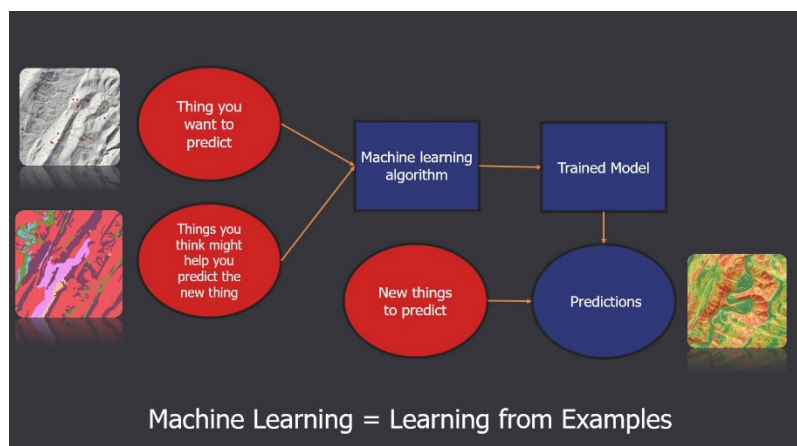 Thing you
want to
predict
Machine learning
algorithm
Trained Model
Things you
think might
help you
predict the
new thing
New things
to predict
Predictions
Machine Learning = Learning from Examples